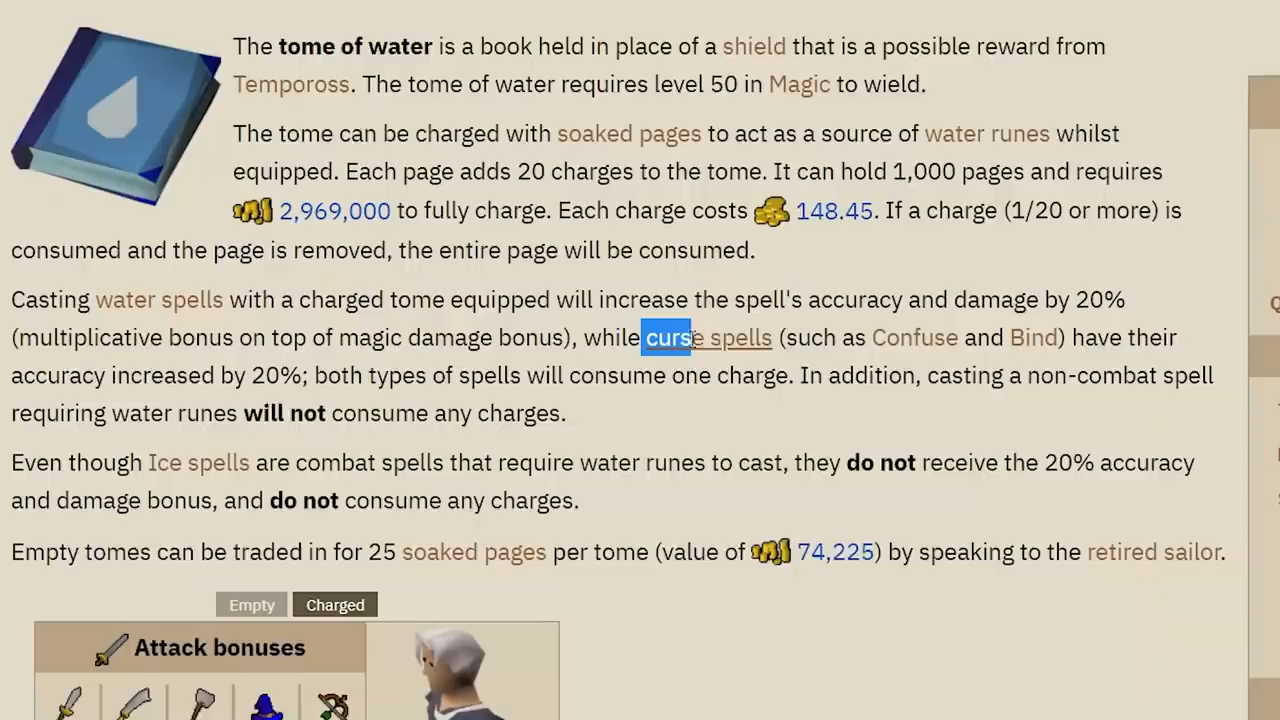 The tome of water is a book held in place of a shield that is a possible reward from
Tempoross. The tome of water requires level 50 in Magic to wield.
The tome can be charged with soaked pages to act as a source of water runes whilst
equipped. Each page adds 20 charges to the tome. It can hold 1,000 pages and requires
2,969,000 to fully charge. Each charge costs 148.45. If a charge (1/20 or more) is
consumed and the page is removed, the entire page will be consumed.
Casting water spells with a charged tome equipped will increase the spell's accuracy and damage by 20%
(multiplicative bonus on top of magic damage bonus), while curse spells (such as Confuse and Bind) have their
accuracy increased by 20%; both types of spells will consume one charge. In addition, casting a non-combat spell
requiring water runes will not consume any charges.
Even though Ice spells are combat spells that require water runes to cast, they do not receive the 20% accuracy
and damage bonus, and do not consume any charges.
Empty tomes can be traded in for 25 soaked pages per tome (value of 74,225) by speaking to the retired sailor.
Empty Charged
Attack bonuses